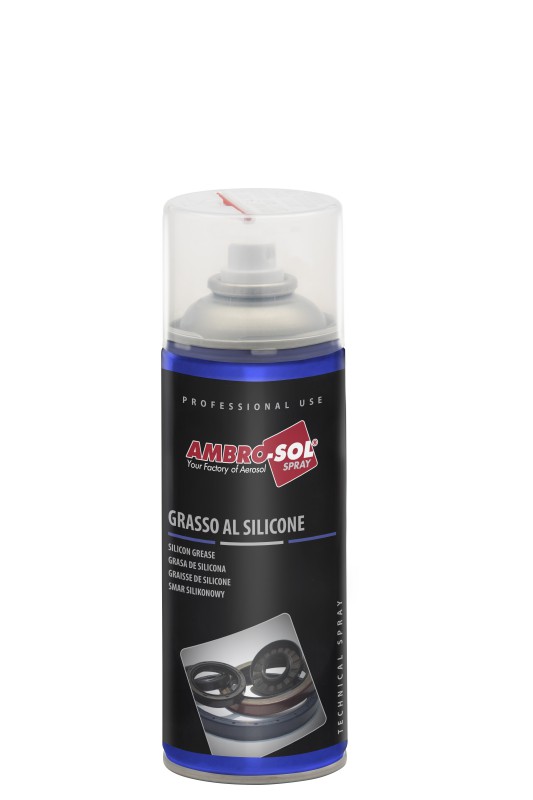 PROFESSIONAL USE
AMBRO-SOL®
SPRAY
Your Factory of Aerosol
GRASSO AL SILICONE
SILICON GREASE
GRASA DE SILICONA
GRAISSE DE SILICONE
SMAR SILIKONOWY
TECHNICAL SPRAY